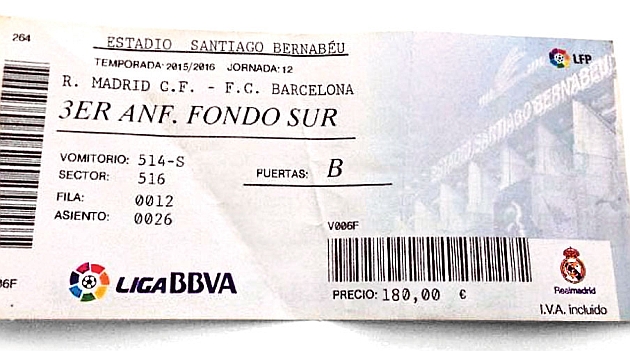 264
ESTADIO SANTIAGO BERNABÉU
TEMPORADA: 2015/2016 JORNADA: 12
R. MADRID C.F. - F.C. BARCELONA
3ER ANF. FONDO SUR
VOMITORIO: 514-S
SECTOR: 516
FILA: 0012
ASIENTO: 0026
PUERTAS: B
LFP
SANTIAGO BERNABÉU
V006F
06F
LIGA BBVA
PRECIO: 180,00 €
Realmadrid
I.V.A. incluido